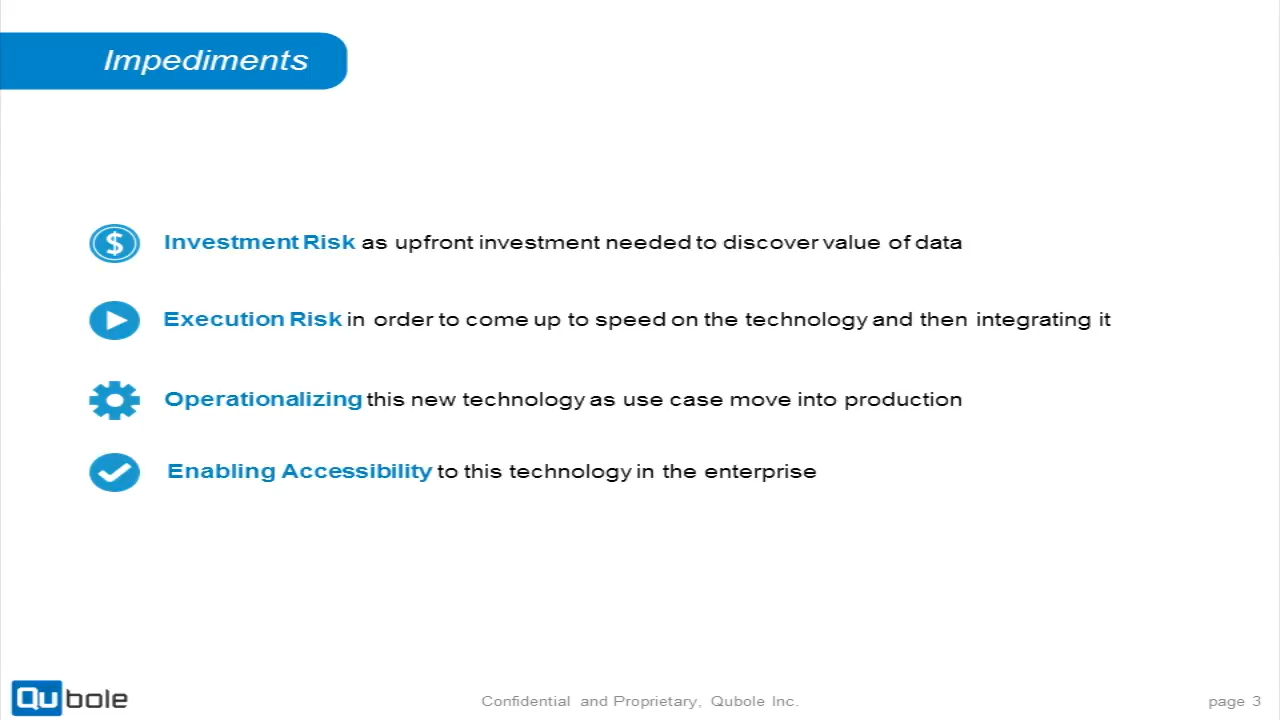 Impediments
$
Investment Risk as upfront investment needed to discover value of data
Execution Risk in order to come up to speed on the technology and then integrating it
Operationalizing this new technology as use case move into production
Enabling Accessibility to this technology in the enterprise
Qubole
Confidential and Proprietary, Qubole Inc.
page 3